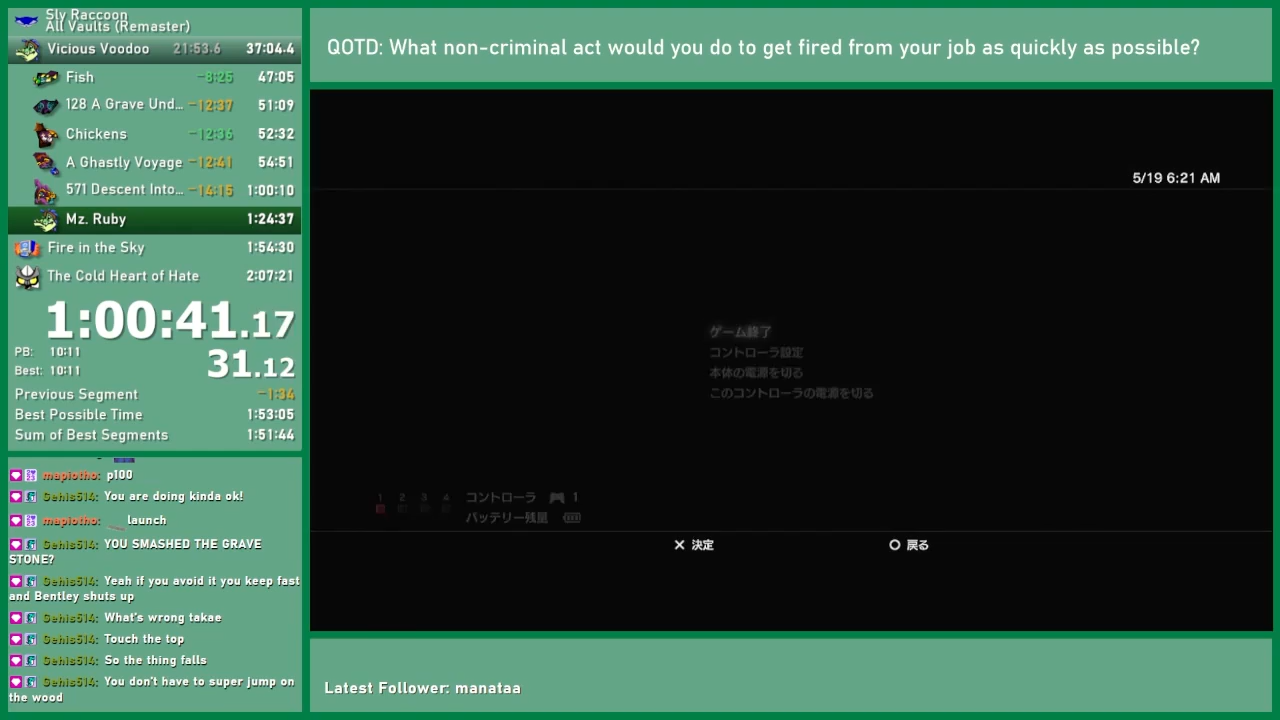 Sly Raccoon
All Vaults (Remaster)
Vicious Voodoo 21:53.6 37:04.4
Fish -8:25 47:05
128 A Grave Und... -12:37 51:09
Chickens -12:36 52:32
A Ghastly Voyage -12:41 54:51
571 Descent Into... -14:15 1:00:10
Mz. Ruby 1:24:37
Fire in the Sky 1:54:30
The Cold Heart of Hate 2:07:21
1:00:41.17
PB: 10:11
Best: 10:11
31.12
Previous Segment -1:34
Best Possible Time 1:53:05
Sum of Best Segments 1:51:44
mapiotho: p100
Gehis514: You are doing kinda ok!
mapiotho: launch
Gehis514: YOU SMASHED THE GRAVE
STONE?
Gehis514: Yeah if you avoid it you keep fast
and Bentley shuts up
Gehis514: What's wrong takae
Gehis514: Touch the top
Gehis514: So the thing falls
Gehis514: You don't have to super jump on
the wood
QOTD: What non-criminal act would you do to get fired from your job as quickly as possible?
5/19 6:21 AM
ゲーム終了
コントローラ設定
本体の電源を切る
このコントローラの電源を切る
1 2 3 4 コントローラ 1
バッテリー残量
✕ 決定 ○ 戻る
Latest Follower: manataa